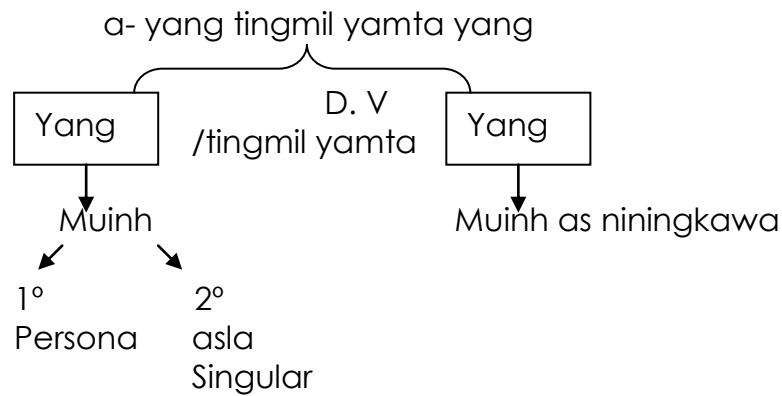 a- yang tingmil yamta yang
D. V
Yang
/tingmil yamta
Yang
Muinh
Muinh as niningkawa
1º
Persona
2º
asla
Singular